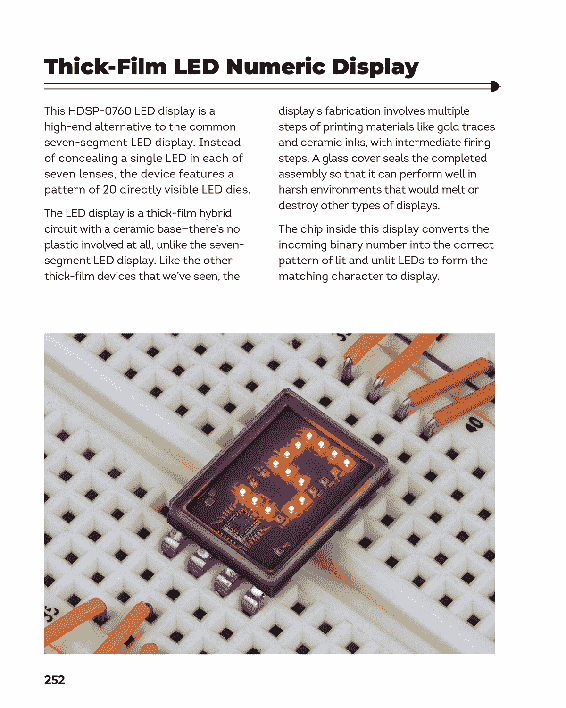 Thick-Film LED Numeric Display
This HDSP-0760 LED display is a
high-end alternative to the common
seven-segment LED display. Instead
of concealing a single LED in each of
seven lenses, the device features a
pattern of 20 directly visible LED dies.
The LED display is a thick-film hybrid
circuit with a ceramic base—there's no
plastic involved at all, unlike the seven-
segment LED display. Like the other
thick-film devices that we've seen, the
display's fabrication involves multiple
steps of printing materials like gold traces
and ceramic inks, with intermediate firing
steps. A glass cover seals the completed
assembly so that it can perform well in
harsh environments that would melt or
destroy other types of displays.
The chip inside this display converts the
incoming binary number into the correct
pattern of lit and unlit LEDs to form the
matching character to display.
5
40
252